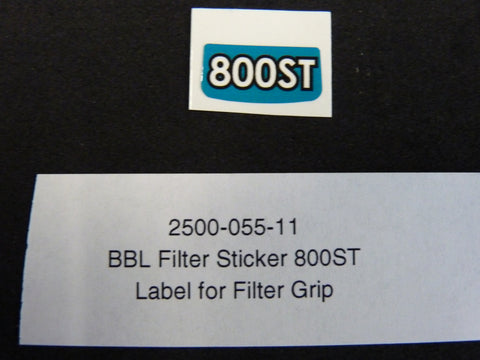 800ST
2500-055-11
BBL Filter Sticker 800ST
Label for Filter Grip